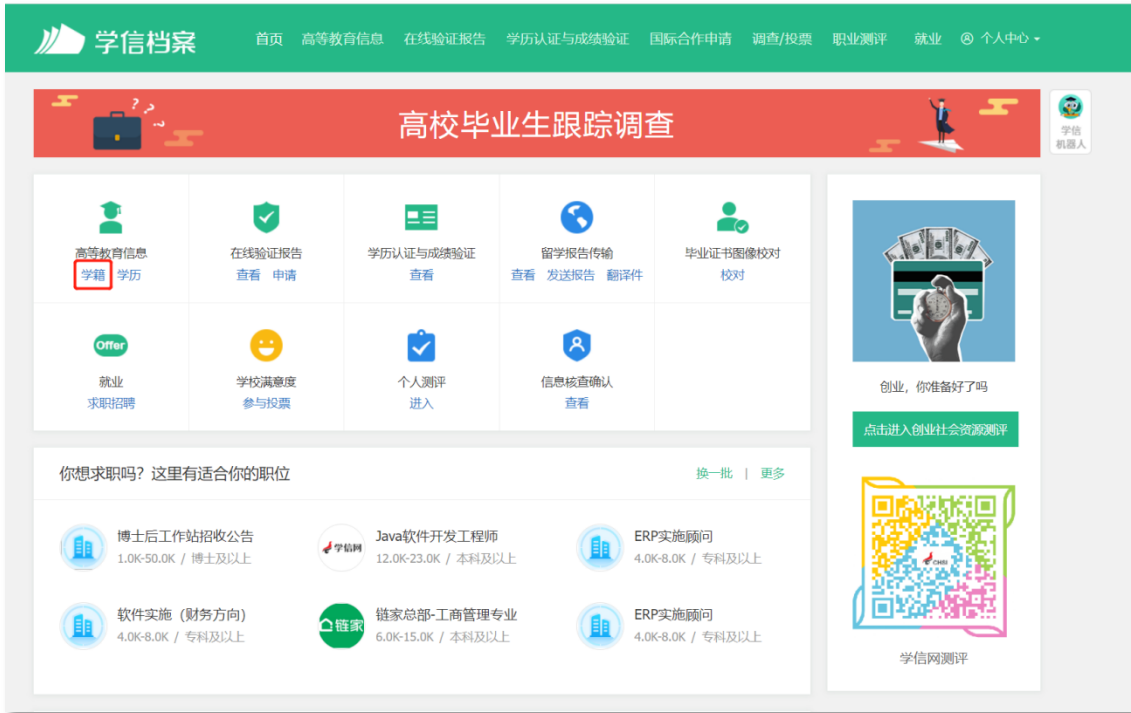 学信档案
首页 高等教育信息 在线验证报告 学历认证与成绩验证 国际合作申请 调查/投票 职业测评 就业 个人中心
? ? ?
高校毕业生跟踪调查
学信
机器人
高等教育信息
学籍 学历
在线验证报告
查看 申请
学历认证与成绩验证
查看
留学报告传输
查看 发送报告 翻译件
毕业证书图像校对
校对
Offer
就业
求职招聘
学校满意度
参与投票
个人测评
进入
信息核查确认
查看
创业，你准备好了吗
点击进入创业社会资源测评
你想求职吗？这里有适合你的职位
换一批 | 更多
博士后工作站招收公告
1.0K-50.0K / 博士及以上
学信网
Java软件开发工程师
12.0K-23.0K / 本科及以上
ERP实施顾问
4.0K-8.0K / 专科及以上
软件实施（财务方向）
4.0K-8.0K / 专科及以上
链家
链家总部-工商管理专业
6.0K-15.0K / 本科及以上
ERP实施顾问
4.0K-8.0K / 专科及以上
CHSI
学信网测评